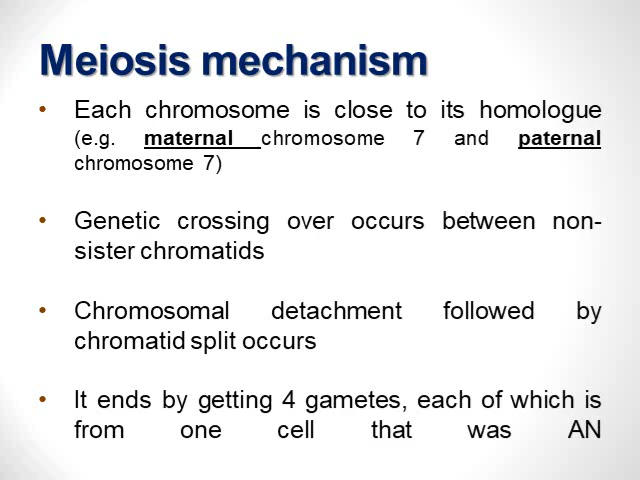 Meiosis mechanism
• Each chromosome is close to its homologue
(e.g. maternal chromosome 7 and paternal
chromosome 7)
• Genetic crossing over occurs between non-
sister chromatids
• Chromosomal detachment followed by
chromatid split occurs
• It ends by getting 4 gametes, each of which is
from one cell that was AN